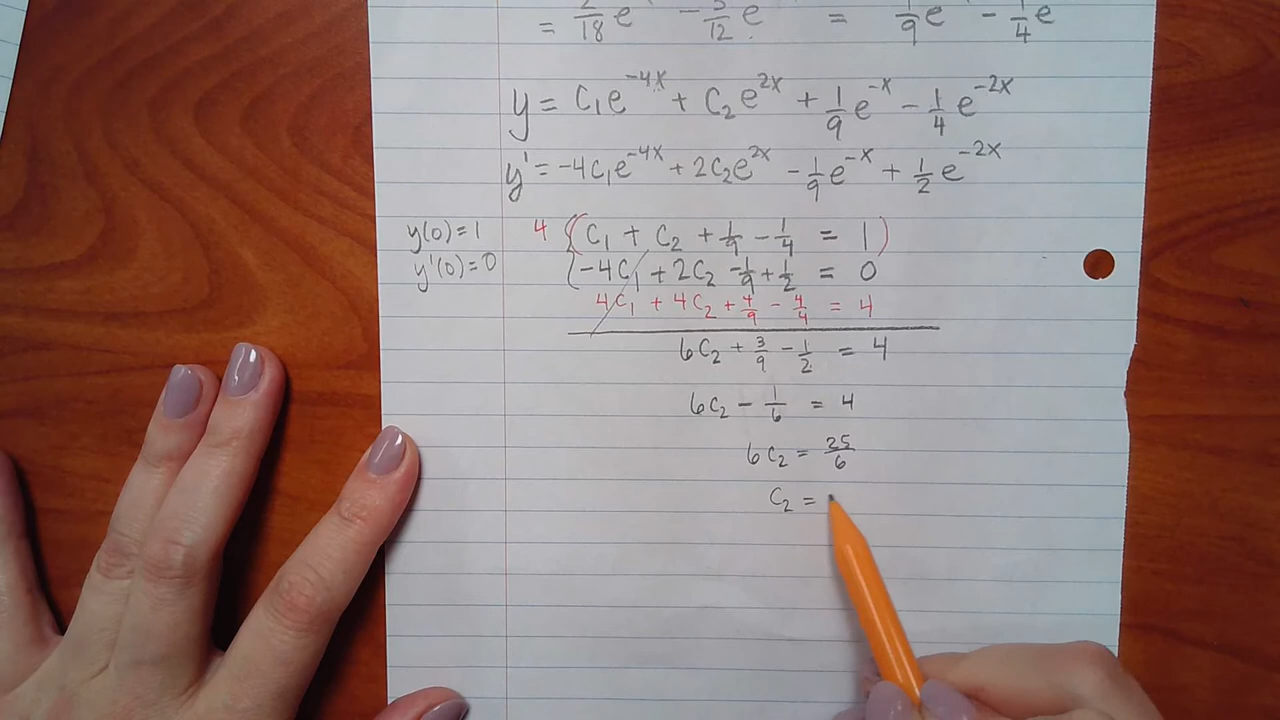 = 2/18 e - 3/12 e = 1/9 e - 1/4 e
y = c₁e^-4x + c₂e^2x + 1/9 e^-x - 1/4 e^-2x
y' = -4c₁e^-4x + 2c₂e^2x - 1/9 e^-x + 1/2 e^-2x
y(0)=1 4 {(c₁ + c₂ + 1/9 - 1/4 = 1)
y'(0)=0 -4c₁ + 2c₂ - 1/9 + 1/2 = 0
4c₁ + 4c₂ + 4/9 - 4/4 = 4
6c₂ + 3/9 - 1/2 = 4
6c₂ - 1/6 = 4
6c₂ = 25/6
c₂ =